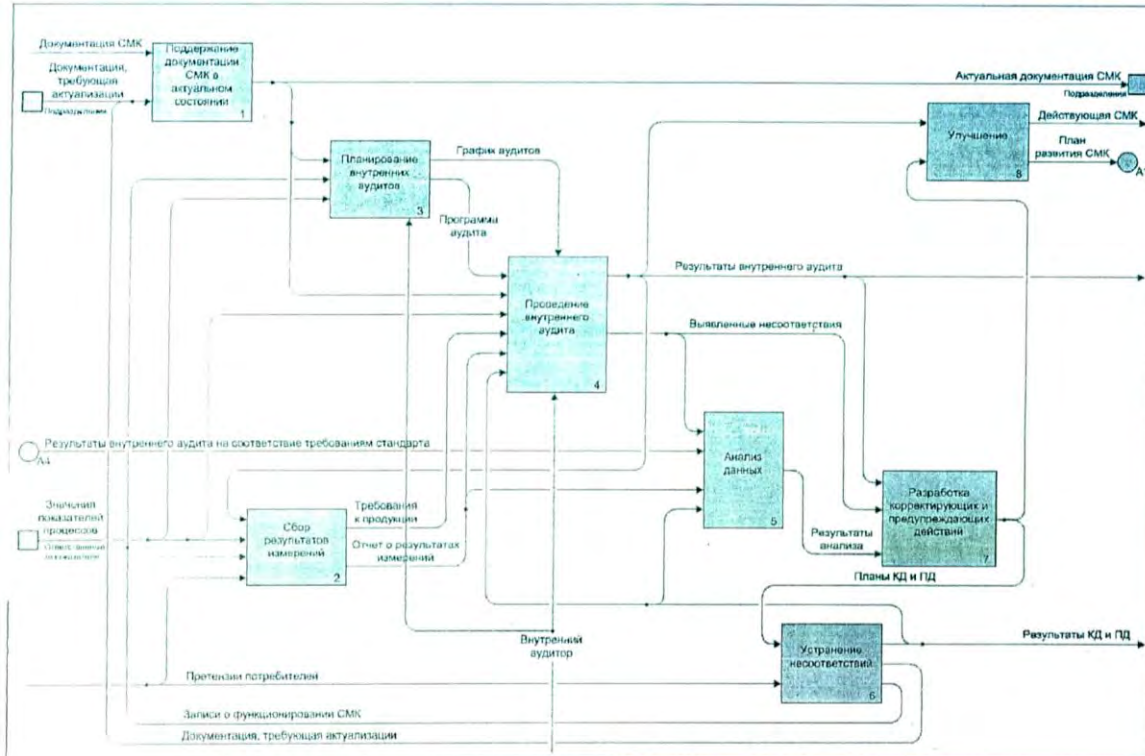 Документация СМК
Документация,
требующая
актуализации
Подразделения
Поддержание
документации
СМК в
актуальном
состоянии
1
Актуальная документация СМК
Подразделения
Действующая СМК
План
развития СМК
Улучшение
8
Планирование
внутренних
аудитов
3
График аудитов
Программа
аудита
Проведение
внутреннего
аудита
4
Результаты внутреннего аудита
Выявленные несоответствия
A4
Результаты внутреннего аудита на соответствие требованиям стандарта
Анализ
данных
5
Значения
показателей
процессов
Сбор
результатов
измерений
2
Требования
к продукции
Отчет о результатах
измерений
Результаты
анализа
Разработка
корректирующих и
предупреждающих
действий
7
Планы КД и ПД
Внутренний
аудитор
Устранение
несоответствий
6
Результаты КД и ПД
Претензии потребителей
Записи о функционировании СМК
Документация, требующая актуализации